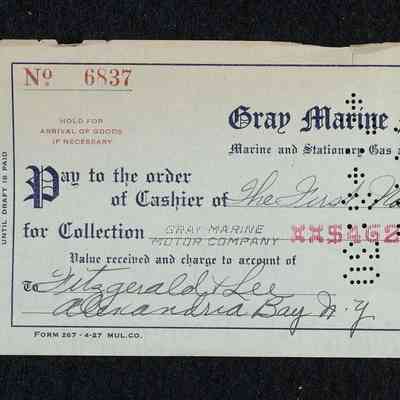 No 6837
HOLD FOR
ARRIVAL OF GOODS
IF NECESSARY
Gray Marine
Marine and Stationary Gas
UNTIL DRAFT IS PAID
Pay to the order
of Cashier of The First
for Collection GRAY MARINE MOTOR COMPANY XX$462
Value received and charge to account of
To Fitzgerald & Lee
Alexandria Bay N.Y.
FORM 267 - 4-27 MUL.CO.